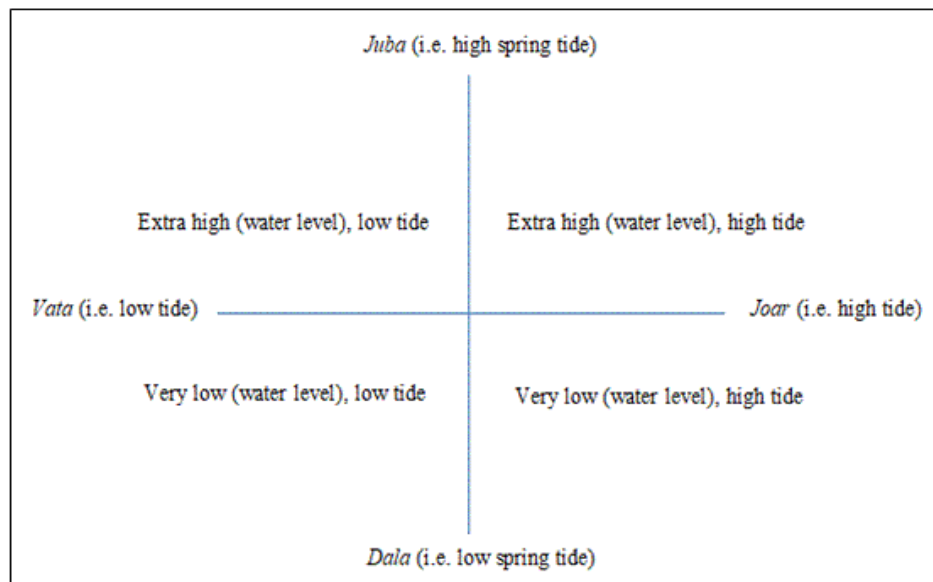 Juba (i.e. high spring tide)
Extra high (water level), low tide
Extra high (water level), high tide
Vata (i.e. low tide)
Joar (i.e. high tide)
Very low (water level), low tide
Very low (water level), high tide
Dala (i.e. low spring tide)